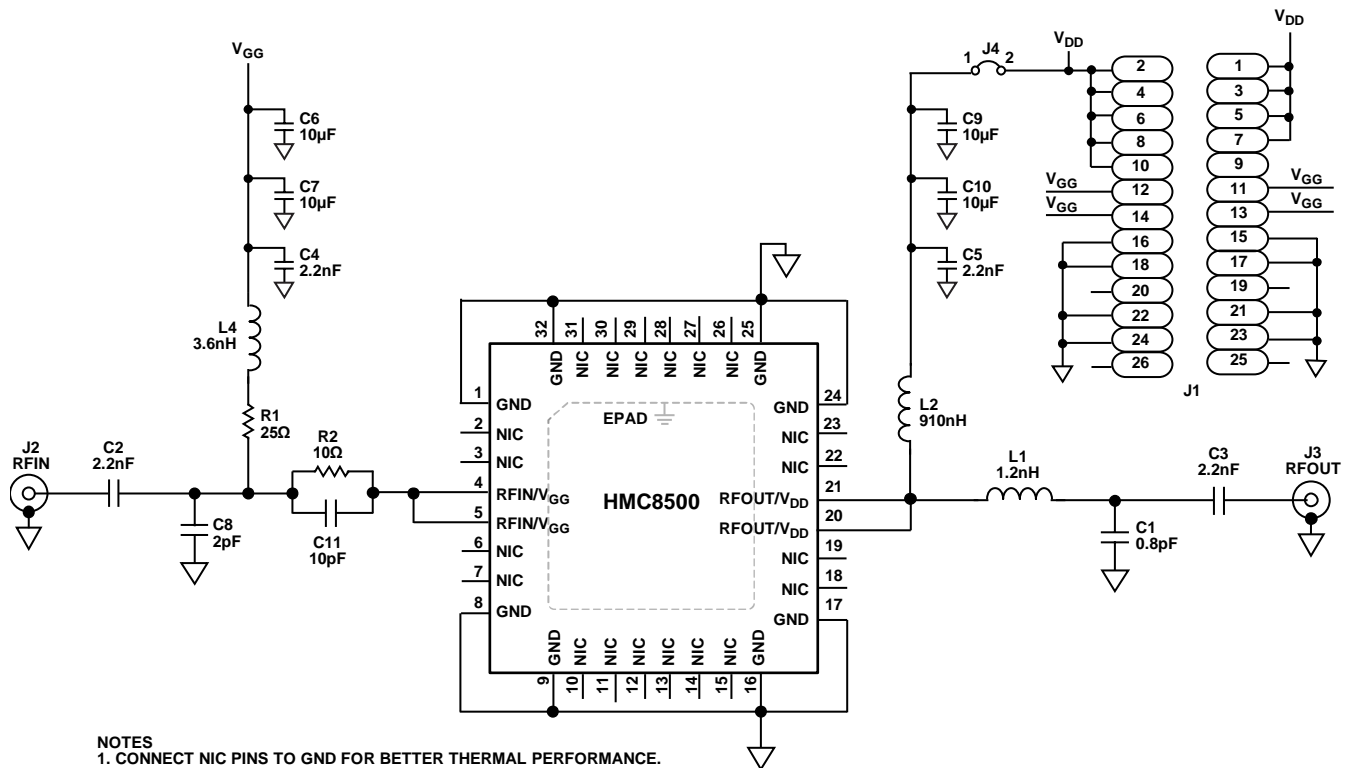 VGG
C6
10µF
C7
10µF
C4
2.2nF
L4
3.6nH
R1
25Ω
R2
10Ω
C11
10pF
J2
RFIN
C2
2.2nF
C8
2pF
1
GND
2
NIC
3
NIC
4
RFIN/VGG
5
RFIN/VGG
6
NIC
7
NIC
8
GND
32
31
30
29
28
27
26
25
GND
NIC
NIC
NIC
NIC
NIC
NIC
GND
EPAD
HMC8500
24
GND
23
NIC
22
NIC
21
RFOUT/VDD
20
RFOUT/VDD
19
NIC
18
NIC
17
GND
GND
NIC
NIC
NIC
NIC
NIC
NIC
GND
9
10
11
12
13
14
15
16
1
J4
2
VDD
C9
10µF
C10
10µF
C5
2.2nF
L2
910nH
L1
1.2nH
C1
0.8pF
C3
2.2nF
J3
RFOUT
2
4
6
8
10
VGG
12
VGG
14
16
18
20
22
24
26
VDD
1
3
5
7
9
11
VGG
13
VGG
15
17
19
21
23
25
J1
NOTES
1. CONNECT NIC PINS TO GND FOR BETTER THERMAL PERFORMANCE.